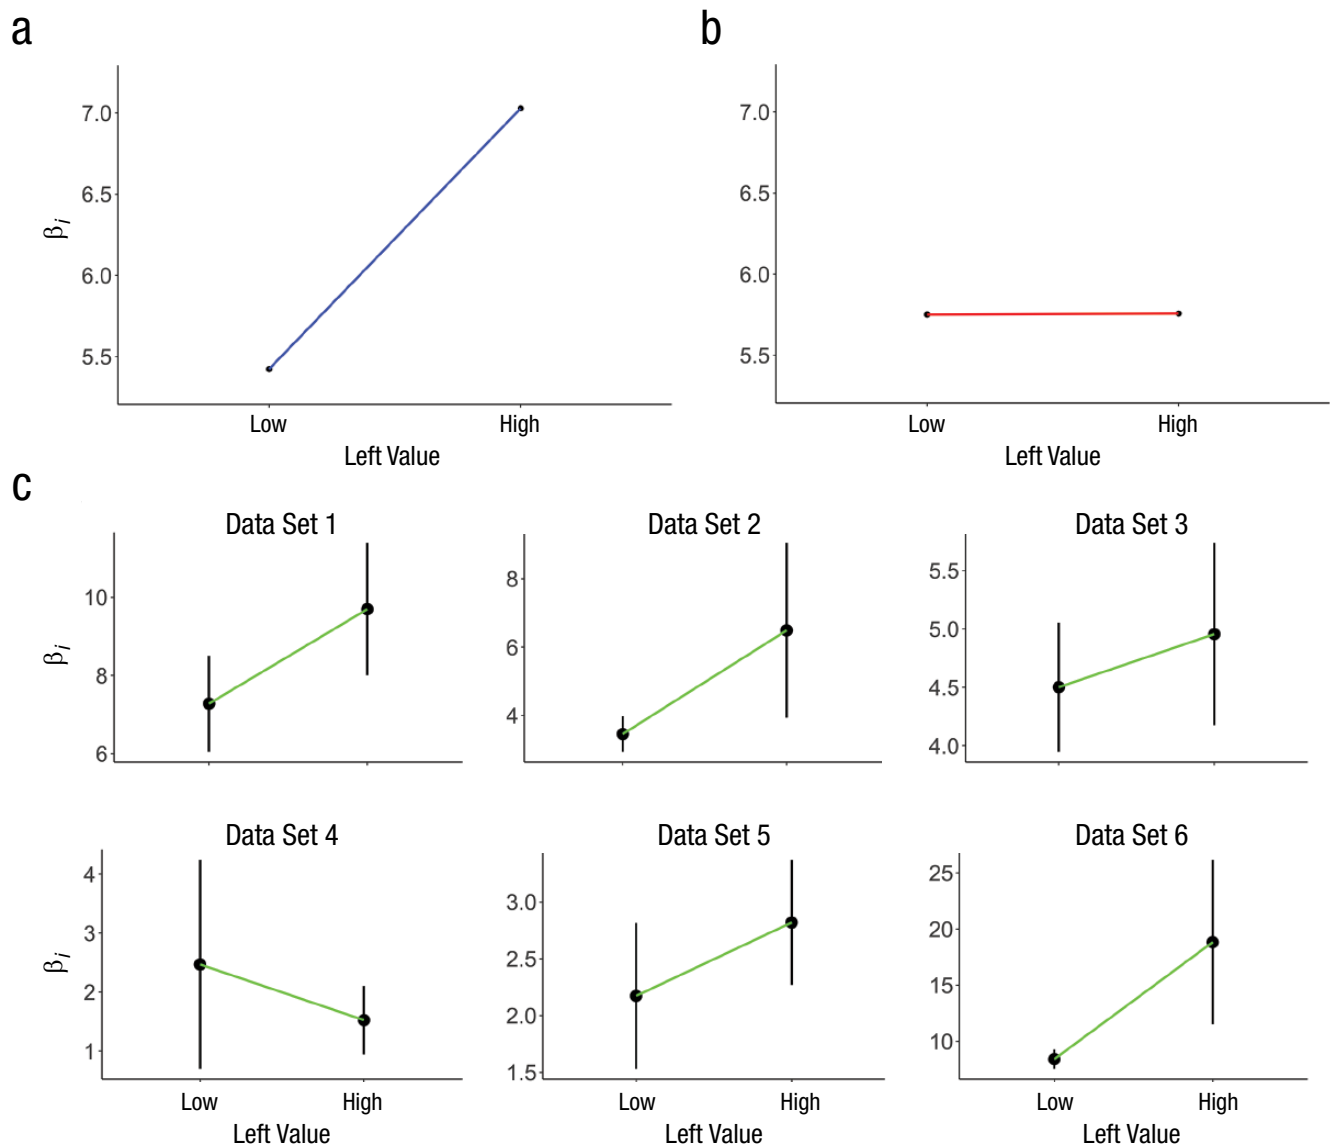 a
b
7.0
6.5
6.0
5.5
βi
Low
High
Left Value
7.0
6.5
6.0
5.5
Low
High
Left Value
c
Data Set 1
10
8
6
βi
Data Set 2
8
6
4
Data Set 3
5.5
5.0
4.5
4.0
Data Set 4
4
3
2
1
βi
Low
High
Left Value
Data Set 5
3.0
2.5
2.0
1.5
Low
High
Left Value
Data Set 6
25
20
15
10
Low
High
Left Value